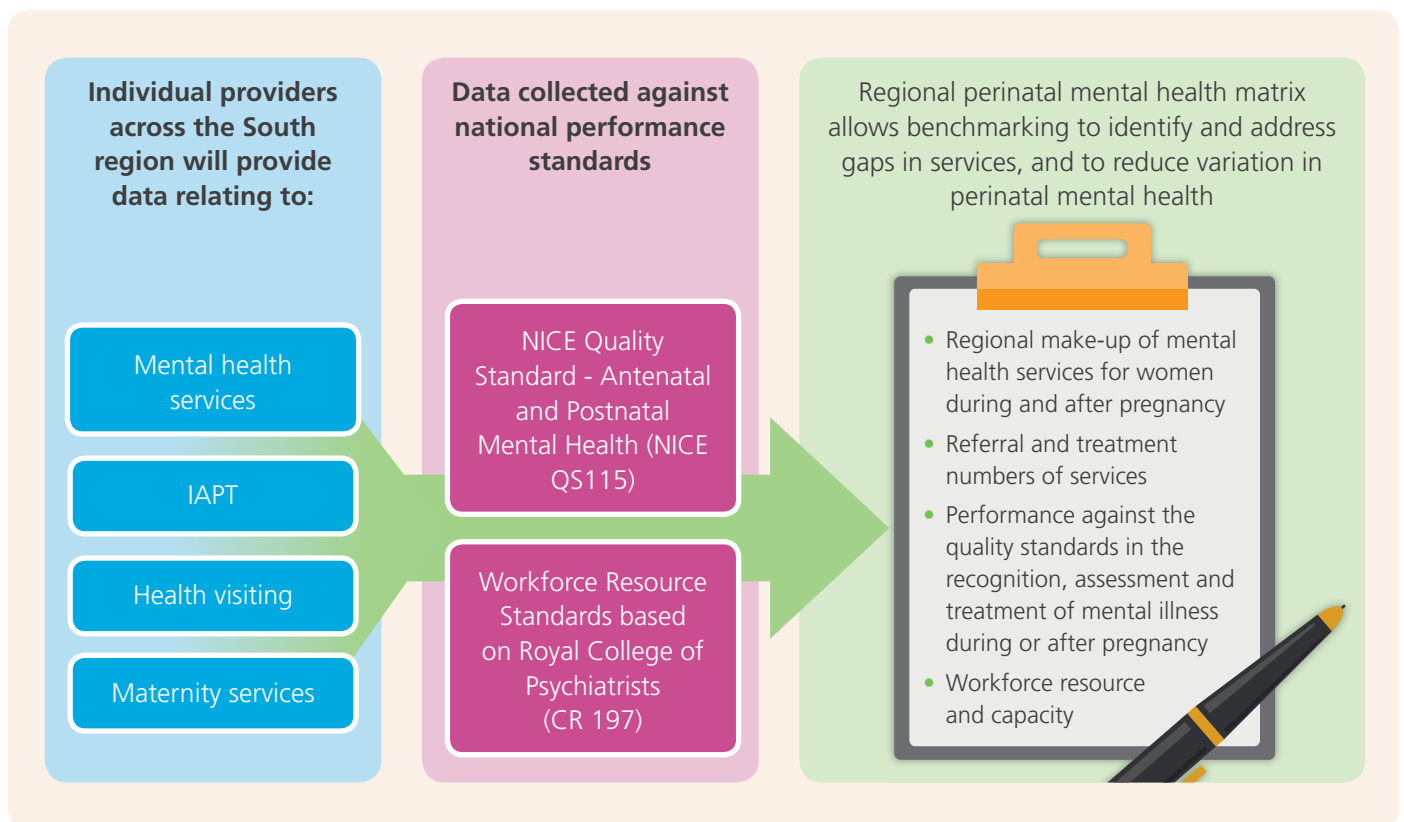 Individual providers
across the South
region will provide
data relating to:
Mental health
services
IAPT
Health visiting
Maternity services
Data collected against
national performance
standards
NICE Quality
Standard - Antenatal
and Postnatal
Mental Health (NICE
QS115)
Workforce Resource
Standards based
on Royal College of
Psychiatrists
(CR 197)
Regional perinatal mental health matrix
allows benchmarking to identify and address
gaps in services, and to reduce variation in
perinatal mental health
• Regional make-up of mental
health services for women
during and after pregnancy
• Referral and treatment
numbers of services
• Performance against the
quality standards in the
recognition, assessment and
treatment of mental illness
during or after pregnancy
• Workforce resource
and capacity